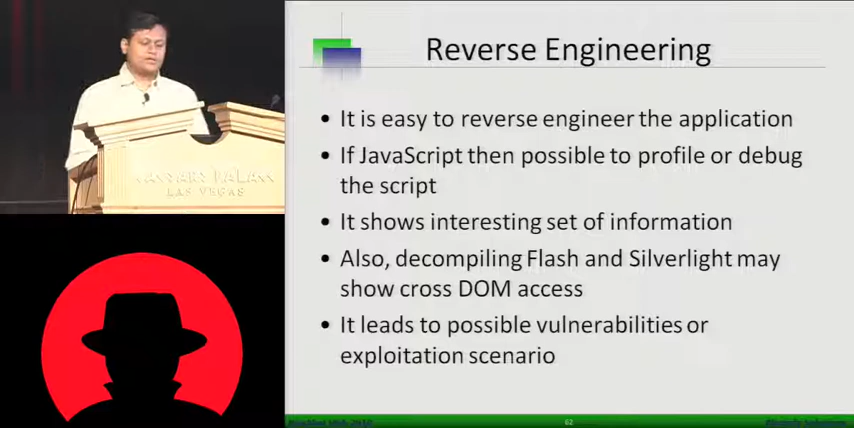 Reverse Engineering
• It is easy to reverse engineer the application
• If JavaScript then possible to profile or debug
the script
• It shows interesting set of information
• Also, decompiling Flash and Silverlight may
show cross DOM access
• It leads to possible vulnerabilities or
exploitation scenario
62
LAS VEGAS